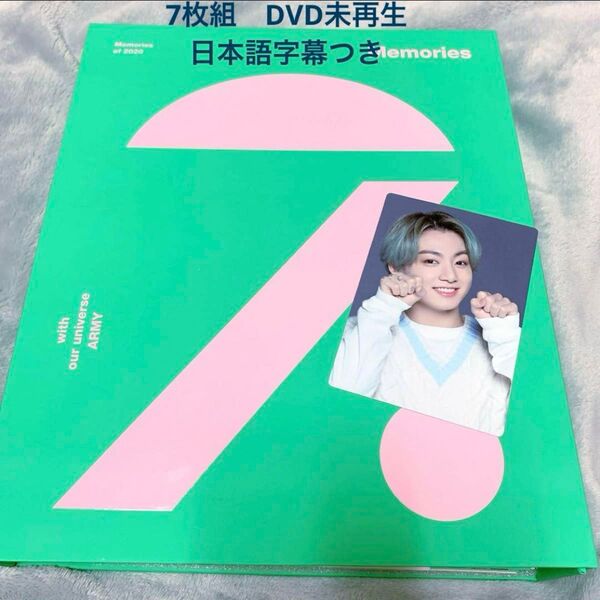 7枚組　DVD未再生
日本語字幕つき
Memories
of 2020
Memories
with
our universe
ARMY